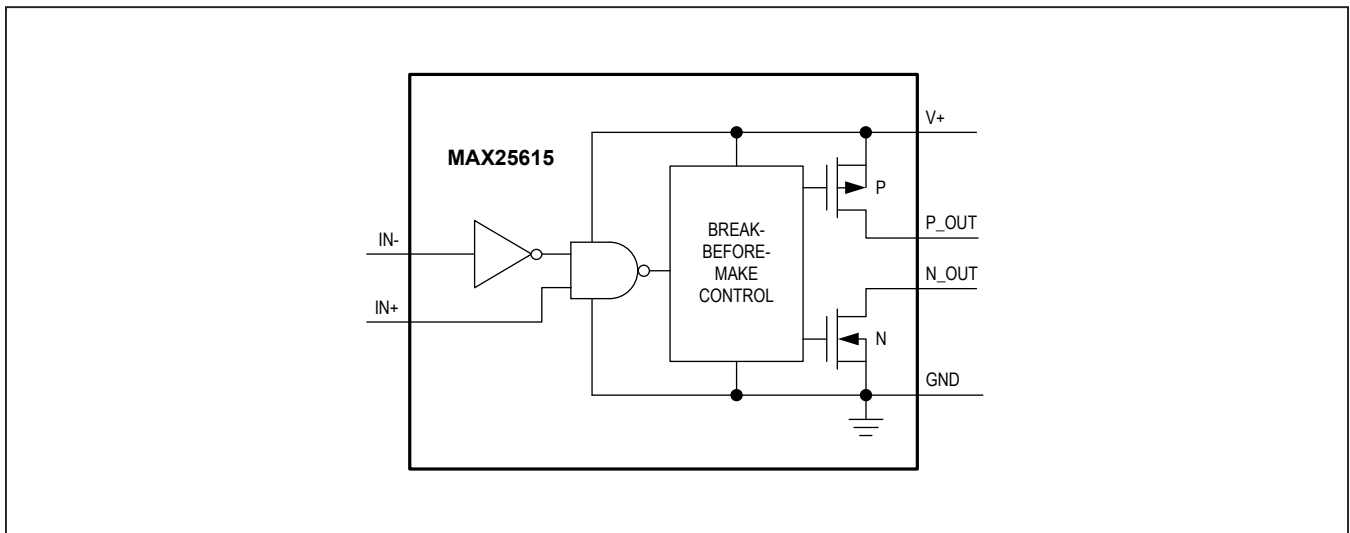 MAX25615
V+
P
IN-
BREAK-
BEFORE-
MAKE
CONTROL
P_OUT
N_OUT
IN+
N
GND